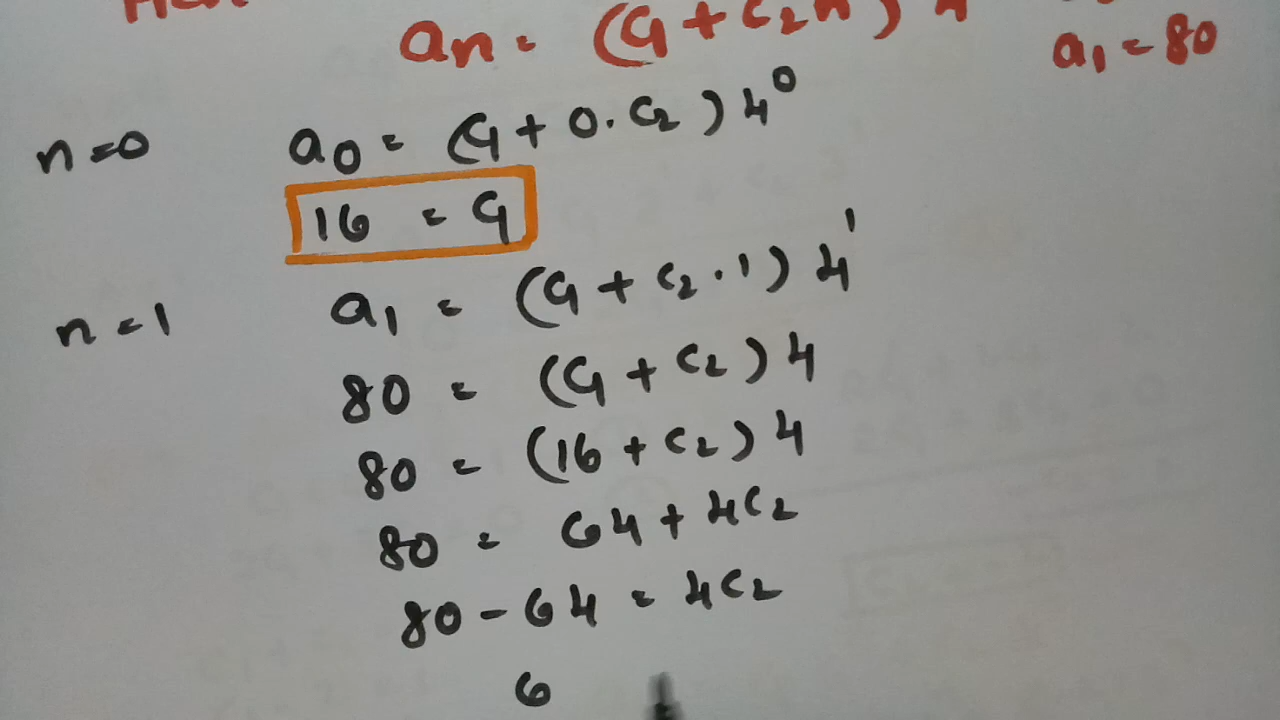 an = (C1 + C2n) 4
a1 = 80
n=0 a0 = (C1 + 0.C2) 4^0
16 = C1
n=1 a1 = (C1 + C2.1) 4^1
80 = (C1 + C2) 4
80 = (16 + C2) 4
80 = 64 + 4C2
80 - 64 = 4C2
6